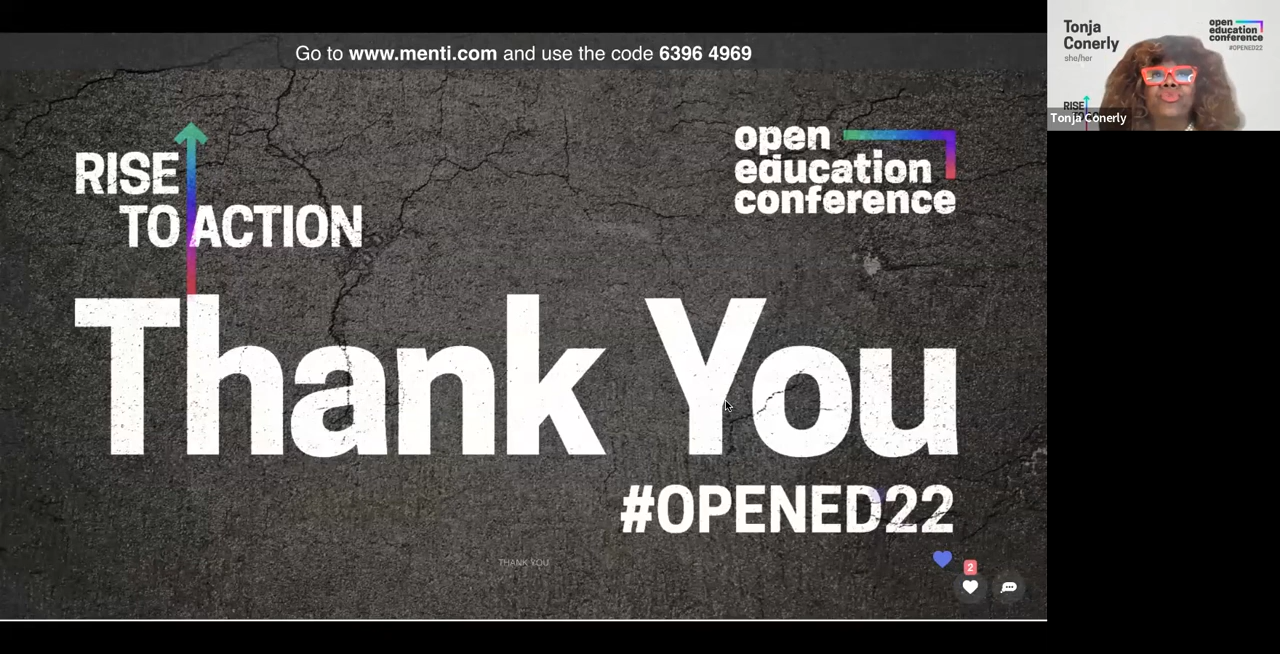 Go to www.menti.com and use the code 6396 4969
RISE
TO ACTION
open
education
conference
Thank You
#OPENED22
THANK YOU
2
Tonja
Conerly
she/her
open
education
conference
#OPENED22
RISE
Tonja Conerly